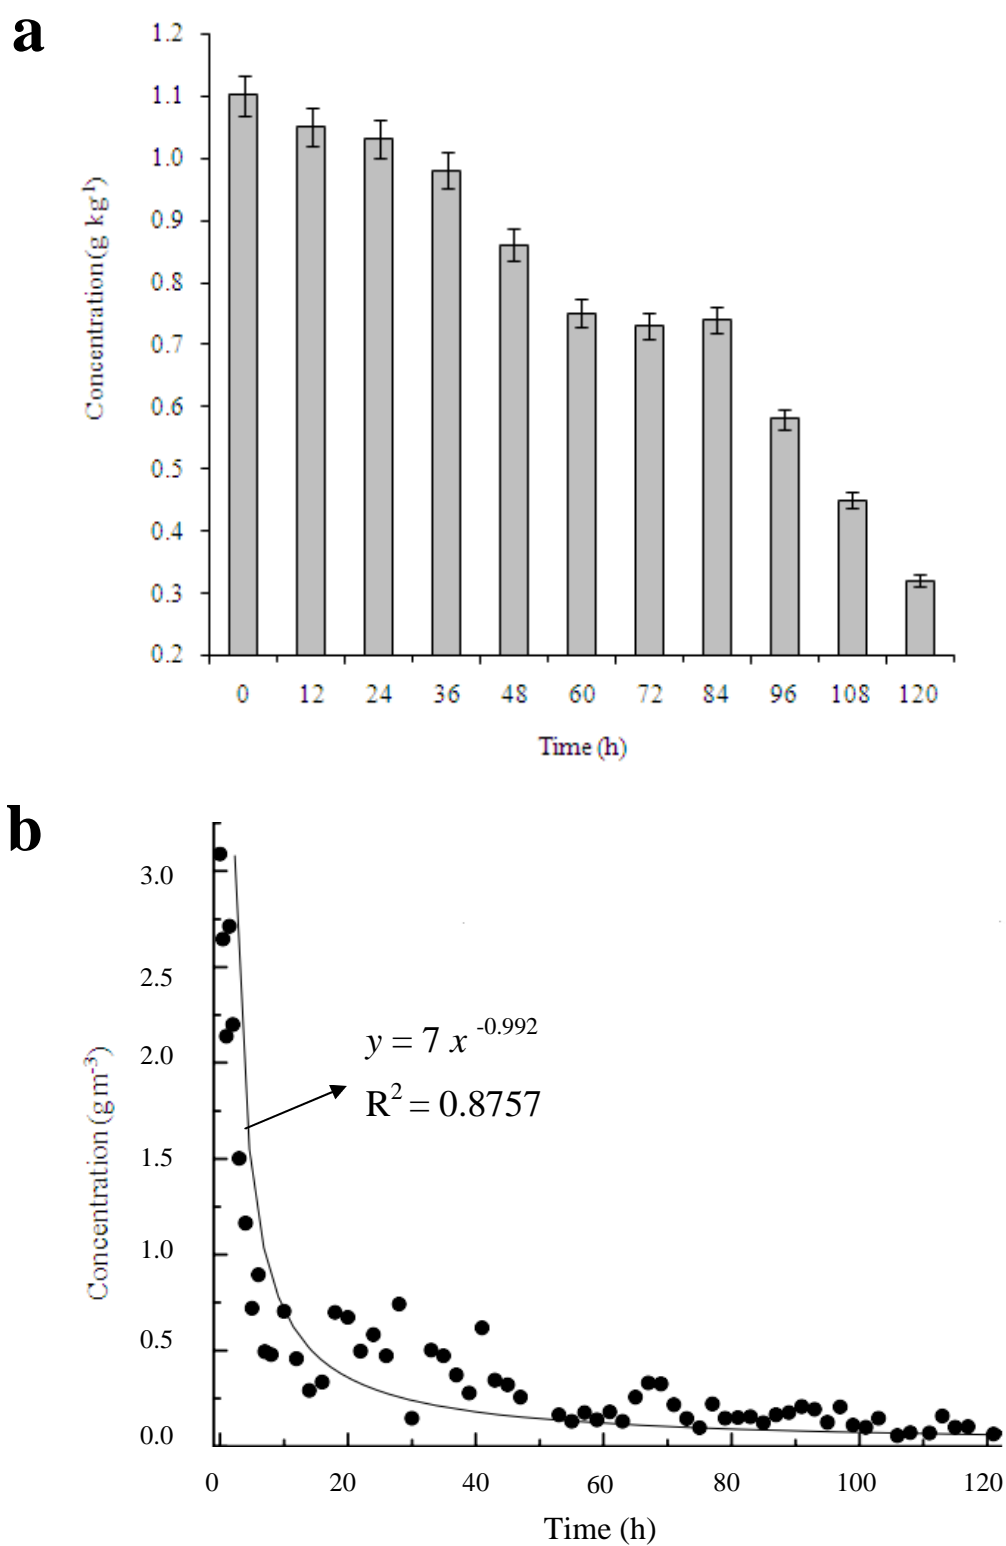 a
1.2
1.1
1.0
0.9
0.8
0.7
0.6
0.5
0.4
0.3
0.2
Concentration (g kg¹)
0 12 24 36 48 60 72 84 96 108 120
Time (h)
b
3.0
2.5
2.0
1.5
1.0
0.5
0.0
Concentration (g m⁻³)
y = 7 x ⁻⁰·⁹⁹²
R² = 0.8757
0 20 40 60 80 100 120
Time (h)